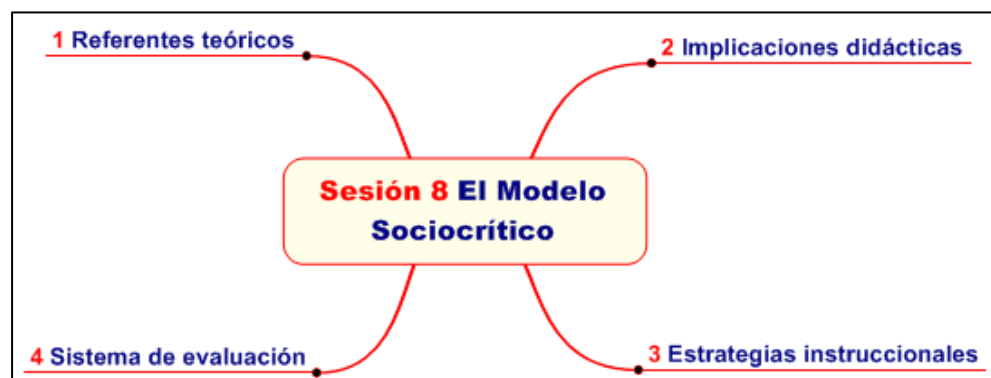 1 Referentes teóricos
2 Implicaciones didácticas
Sesión 8 El Modelo
Sociocrítico
4 Sistema de evaluación
3 Estrategias instruccionales